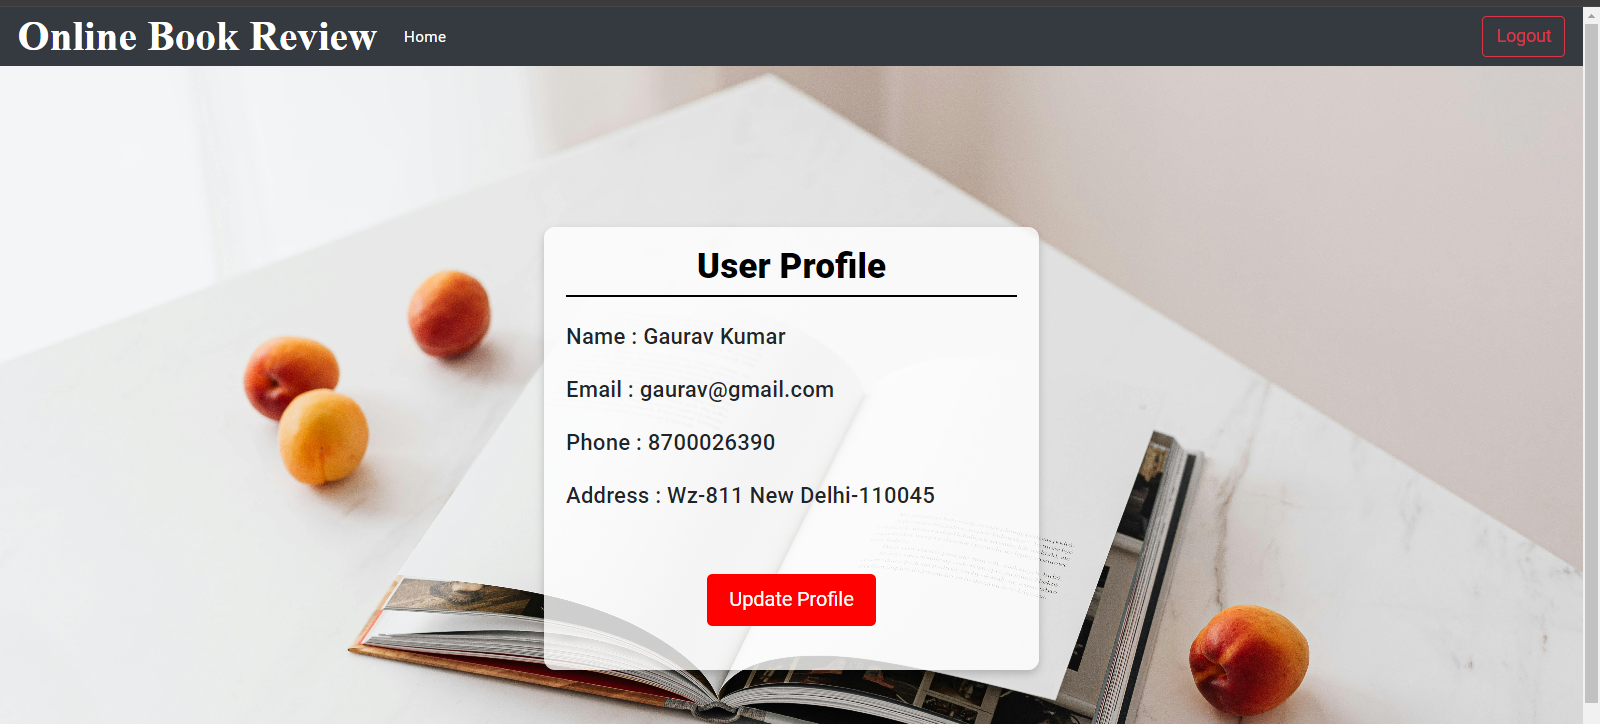 Online Book Review Home Logout
User Profile
Name : Gaurav Kumar
Email : gaurav@gmail.com
Phone : 8700026390
Address : Wz-811 New Delhi-110045
Update Profile